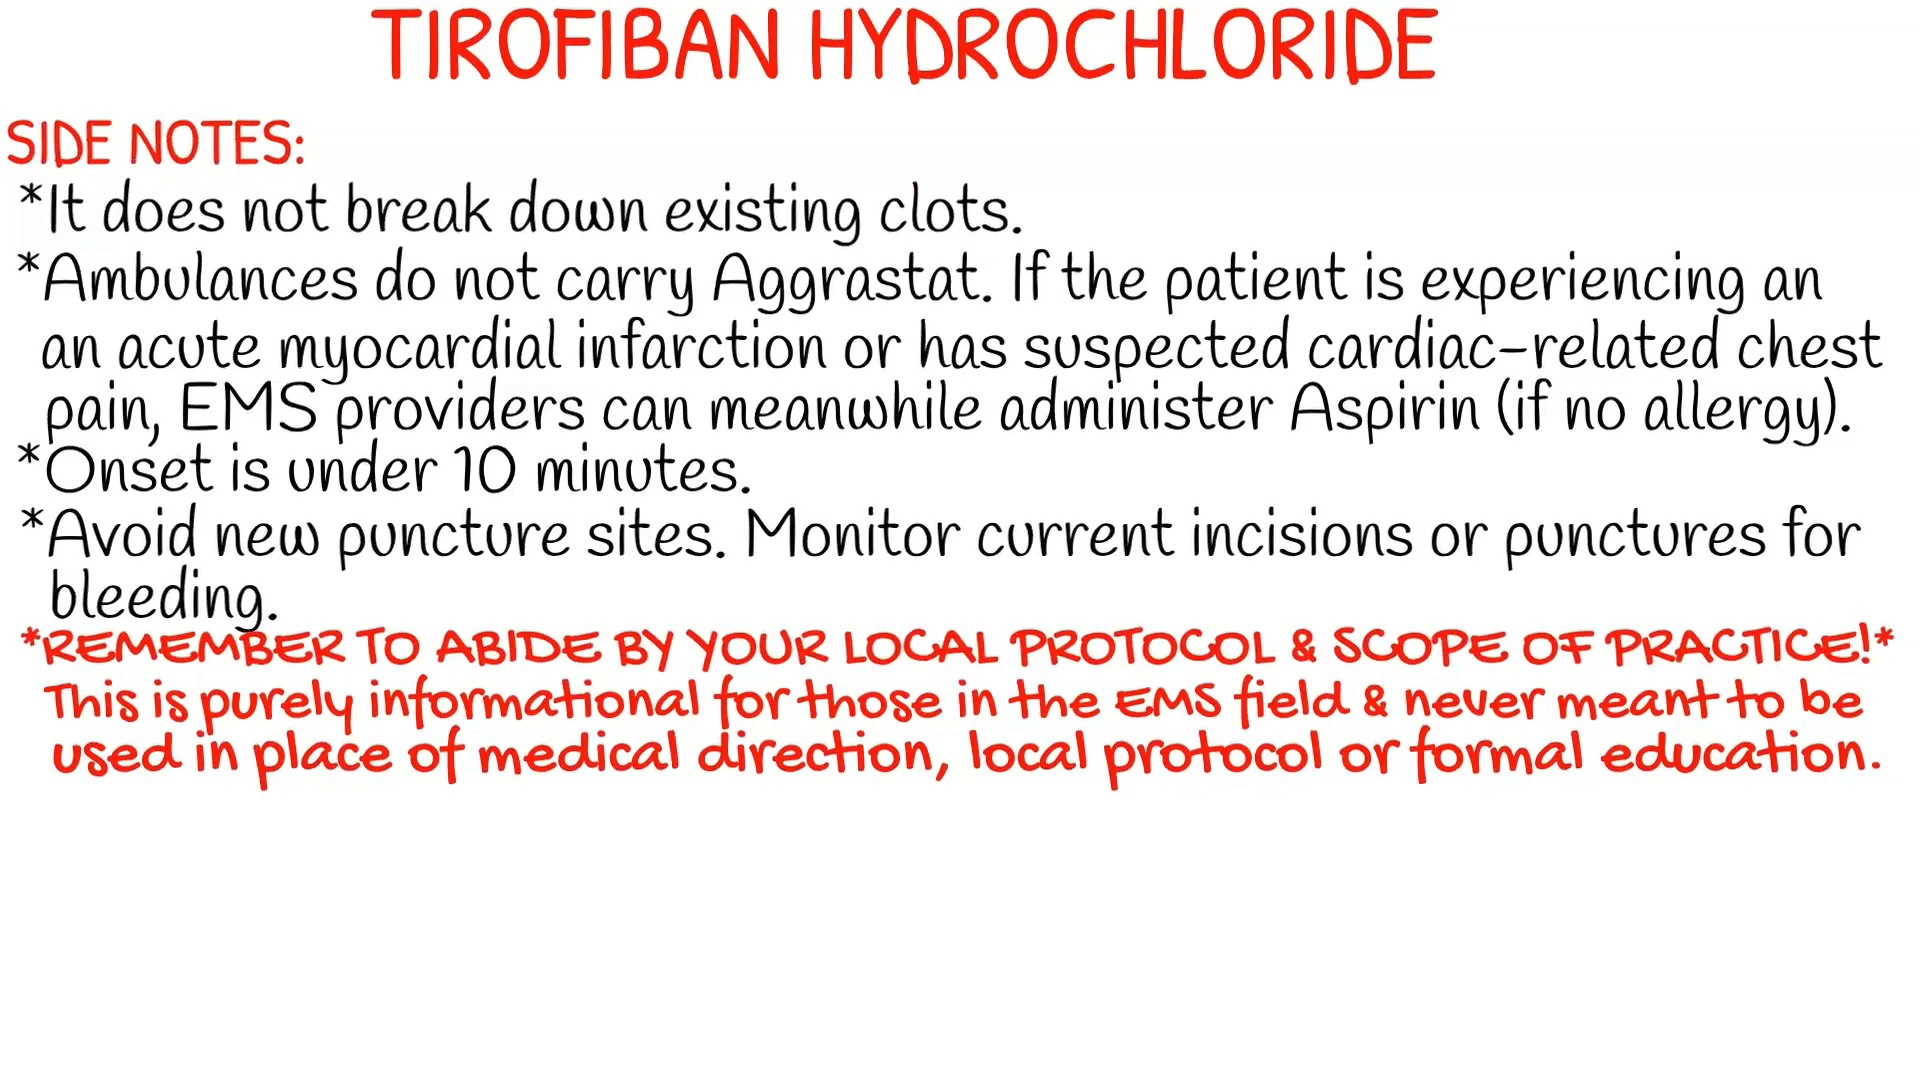 TIROFIBAN HYDROCHLORIDE
SIDE NOTES:
*It does not break down existing clots.
*Ambulances do not carry Aggrastat. If the patient is experiencing an
an acute myocardial infarction or has suspected cardiac-related chest
pain, EMS providers can meanwhile administer Aspirin (if no allergy).
*Onset is under 10 minutes.
*Avoid new puncture sites. Monitor current incisions or punctures for
bleeding.
*REMEMBER TO ABIDE BY YOUR LOCAL PROTOCOL & SCOPE OF PRACTICE!*
This is purely informational for those in the EMS field & never meant to be
used in place of medical direction, local protocol or formal education.